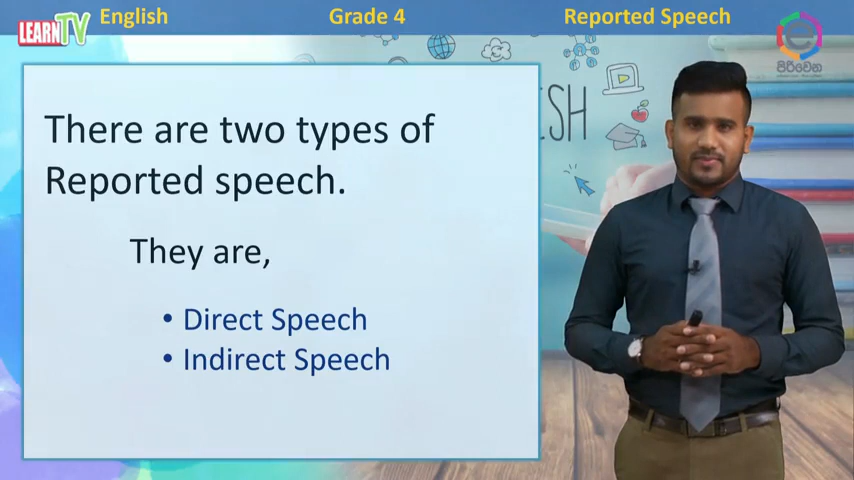 English Grade 4 Reported Speech
LEARN TV
පිරිවෙන
There are two types of
ESH
Reported speech.
They are,
• Direct Speech
• Indirect Speech